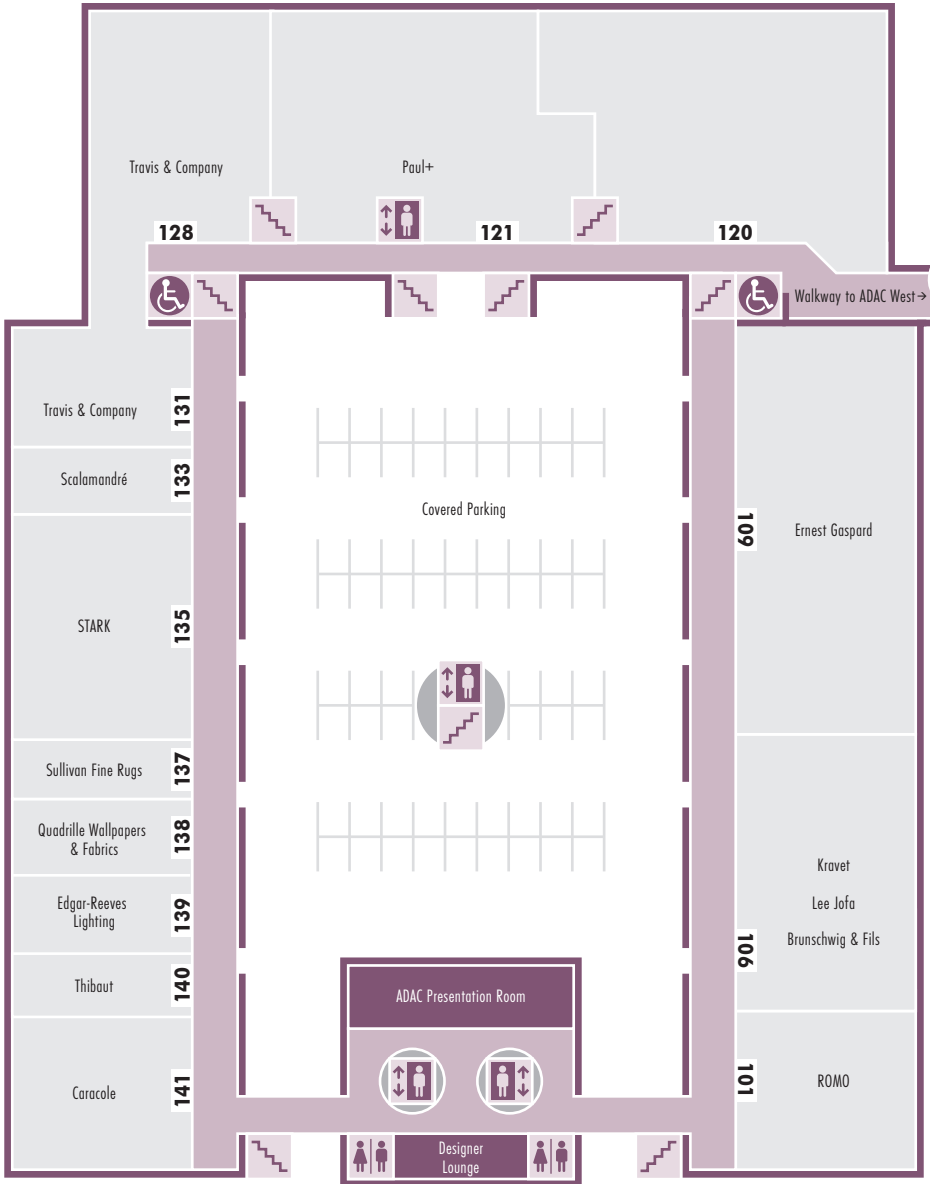 Travis & Company
Paul+
128
121
120
Walkway to ADAC West→
Travis & Company
131
Scalamandré
133
Covered Parking
109
Ernest Gaspard
STARK
135
Sullivan Fine Rugs
137
Quadrille Wallpapers
& Fabrics
138
Kravet
Edgar-Reeves
Lighting
139
Lee Jofa
Brunschwig & Fils
106
Thibaut
140
ADAC Presentation Room
Caracole
141
101
ROMO
Designer
Lounge